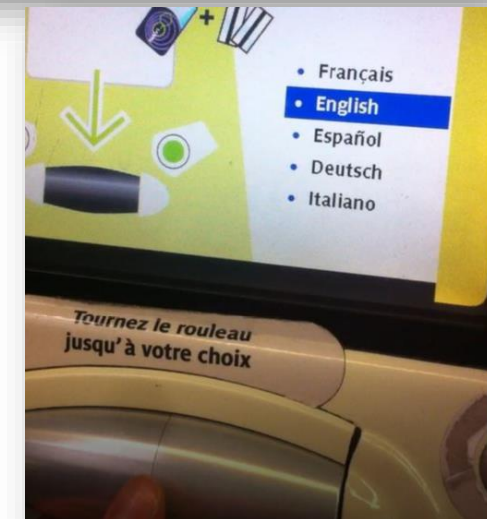 +
Français
English
Español
Deutsch
Italiano
Tournez le rouleau
jusqu'à votre choix